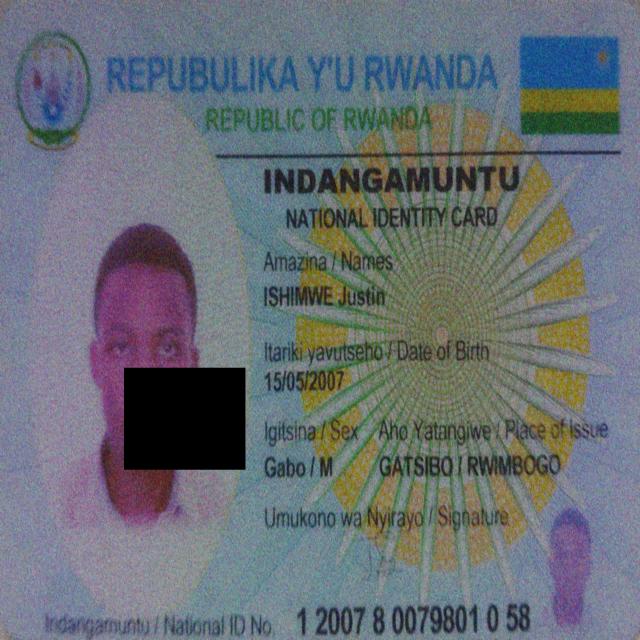 REPUBULIKA Y'U RWANDA
REPUBLIC OF RWANDA
INDANGAMUNTU
NATIONAL IDENTITY CARD
Amazina / Names
ISHIMWE Justin
Itariki yavutseho / Date of Birth
15/05/2007
Igitsina / Sex Aho Yatangiwe / Place of Issue
Gabo / M GATSIBO / RWIMBOGO
Umukono wa Nyirayo / Signature
Indangamuntu / National ID No. 1 2007 8 0079801 0 58